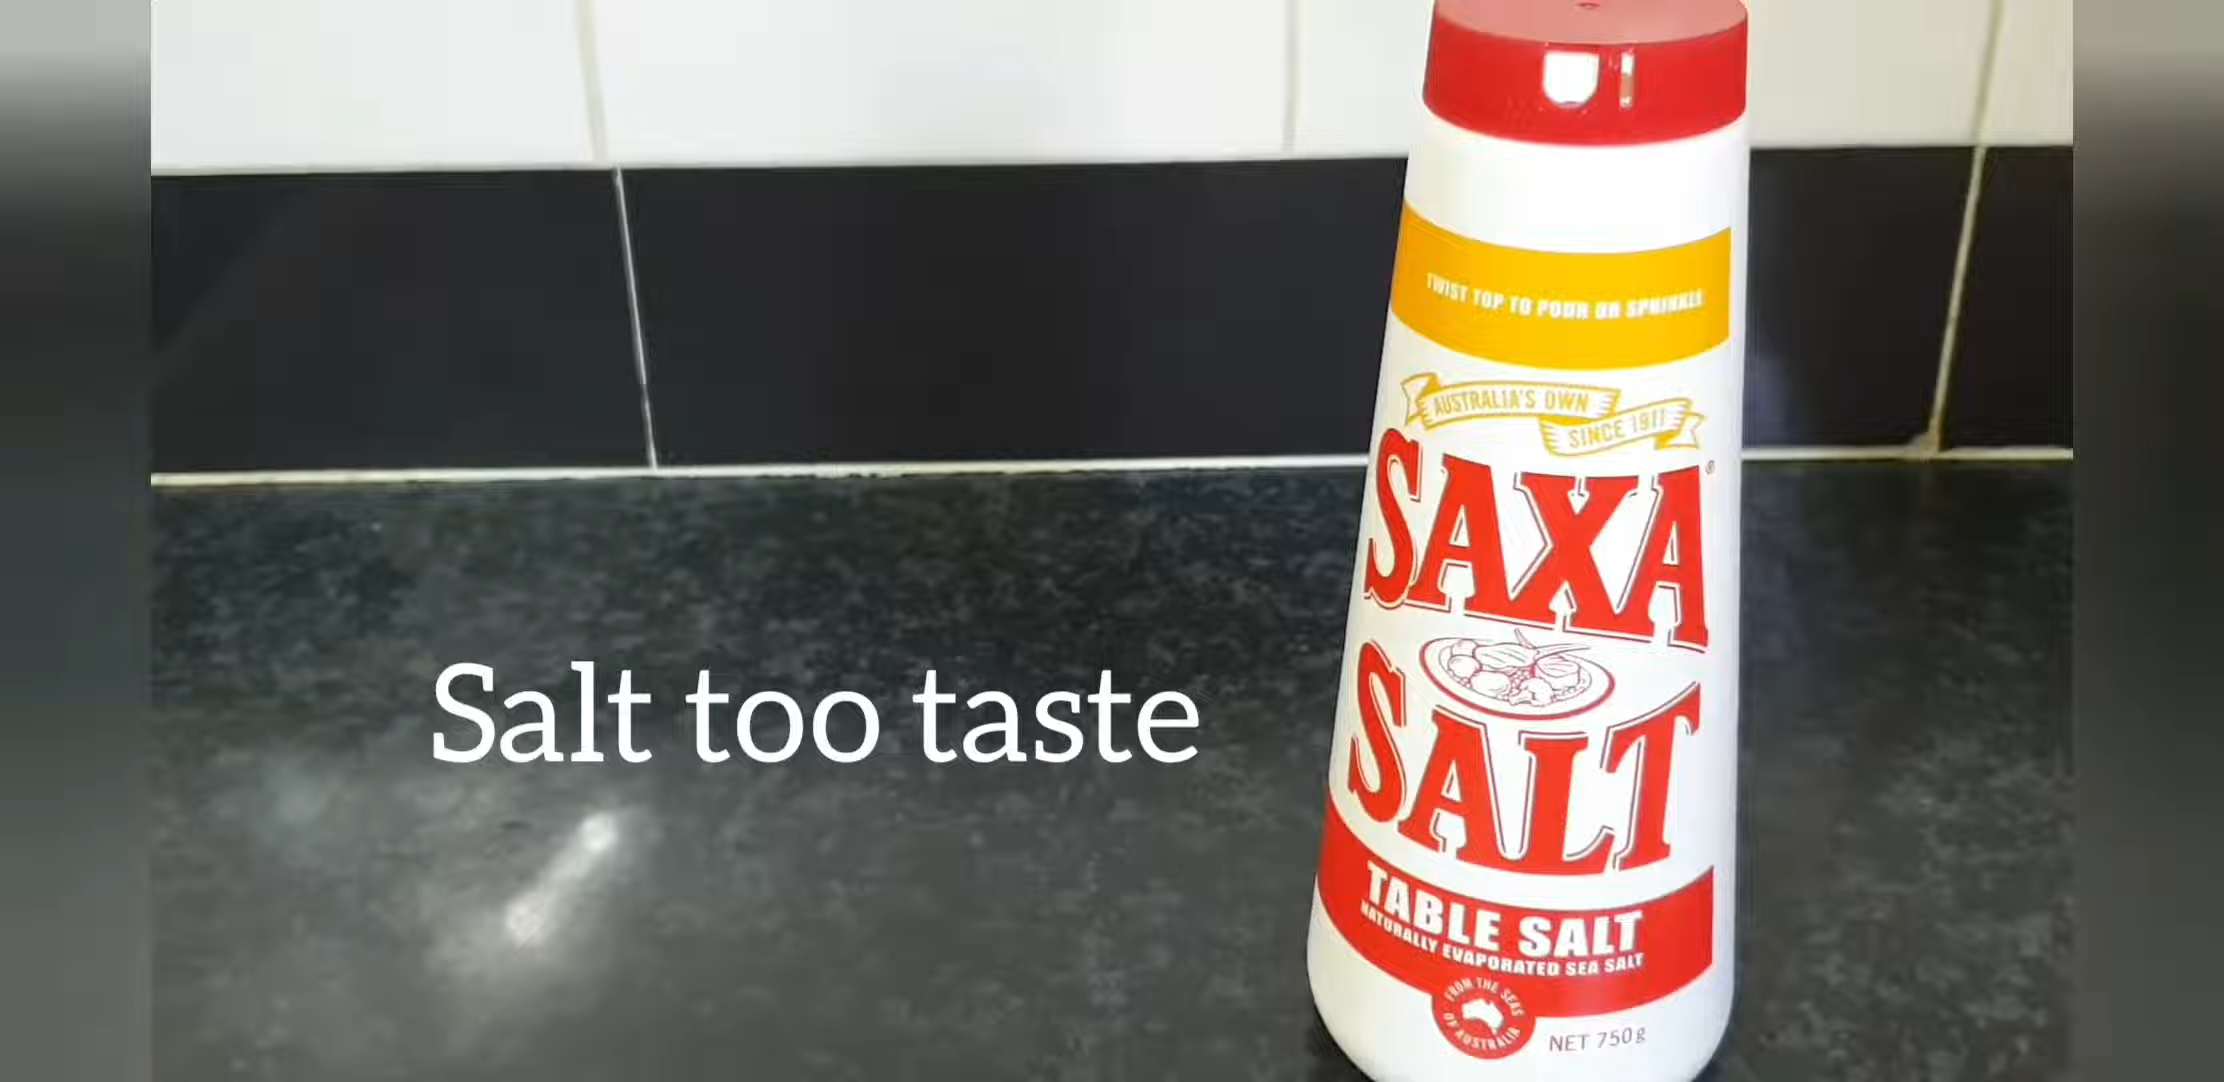 TWIST TOP TO POUR OR SPRINKLE
AUSTRALIA'S OWN
SINCE 1911
SAXA®
SALT
Salt too taste
TABLE SALT
NATURALLY EVAPORATED SEA SALT
FROM THE SEAS
OF AUSTRALIA
NET 750g